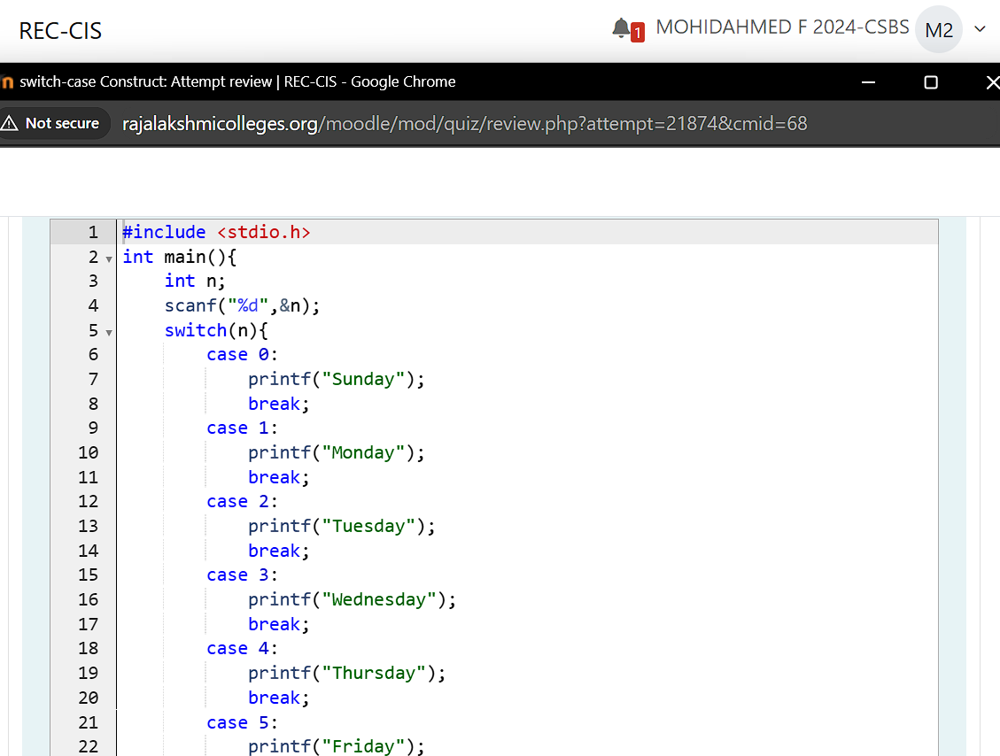 REC-CIS
1 MOHIDAHMED F 2024-CSBS M2
switch-case Construct: Attempt review | REC-CIS - Google Chrome
Not secure rajalakshmicolleges.org/moodle/mod/quiz/review.php?attempt=21874&cmid=68
1 #include <stdio.h>
2 int main(){
3     int n;
4     scanf("%d",&n);
5     switch(n){
6         case 0:
7             printf("Sunday");
8             break;
9         case 1:
10             printf("Monday");
11             break;
12         case 2:
13             printf("Tuesday");
14             break;
15         case 3:
16             printf("Wednesday");
17             break;
18         case 4:
19             printf("Thursday");
20             break;
21         case 5:
22             printf("Friday");